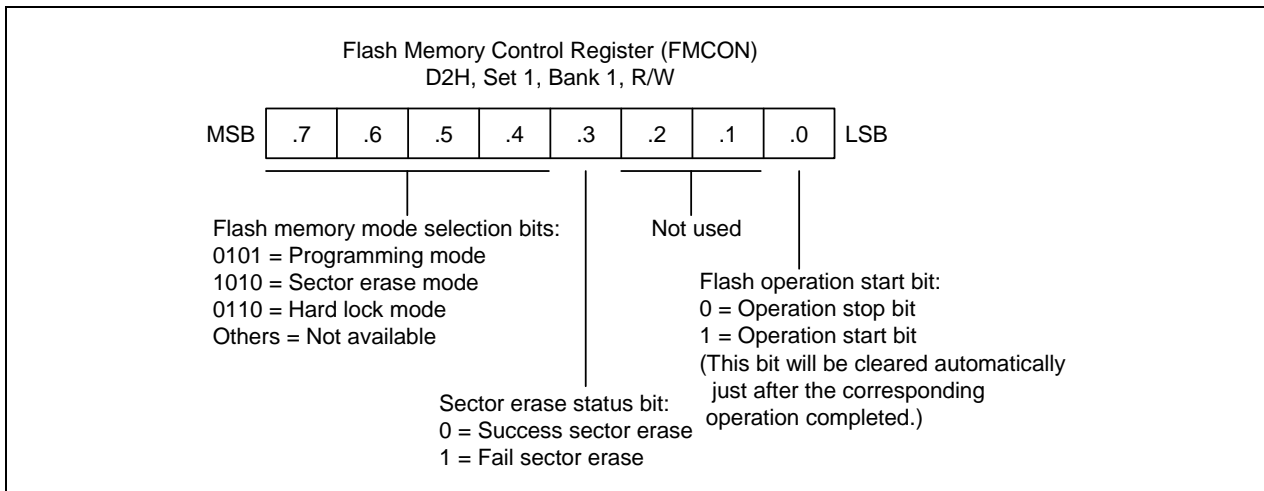 Flash Memory Control Register (FMCON)
D2H, Set 1, Bank 1, R/W
MSB .7 .6 .5 .4 .3 .2 .1 .0 LSB
Flash memory mode selection bits:
0101 = Programming mode
1010 = Sector erase mode
0110 = Hard lock mode
Others = Not available
Not used
Flash operation start bit:
0 = Operation stop bit
1 = Operation start bit
(This bit will be cleared automatically
just after the corresponding
operation completed.)
Sector erase status bit:
0 = Success sector erase
1 = Fail sector erase